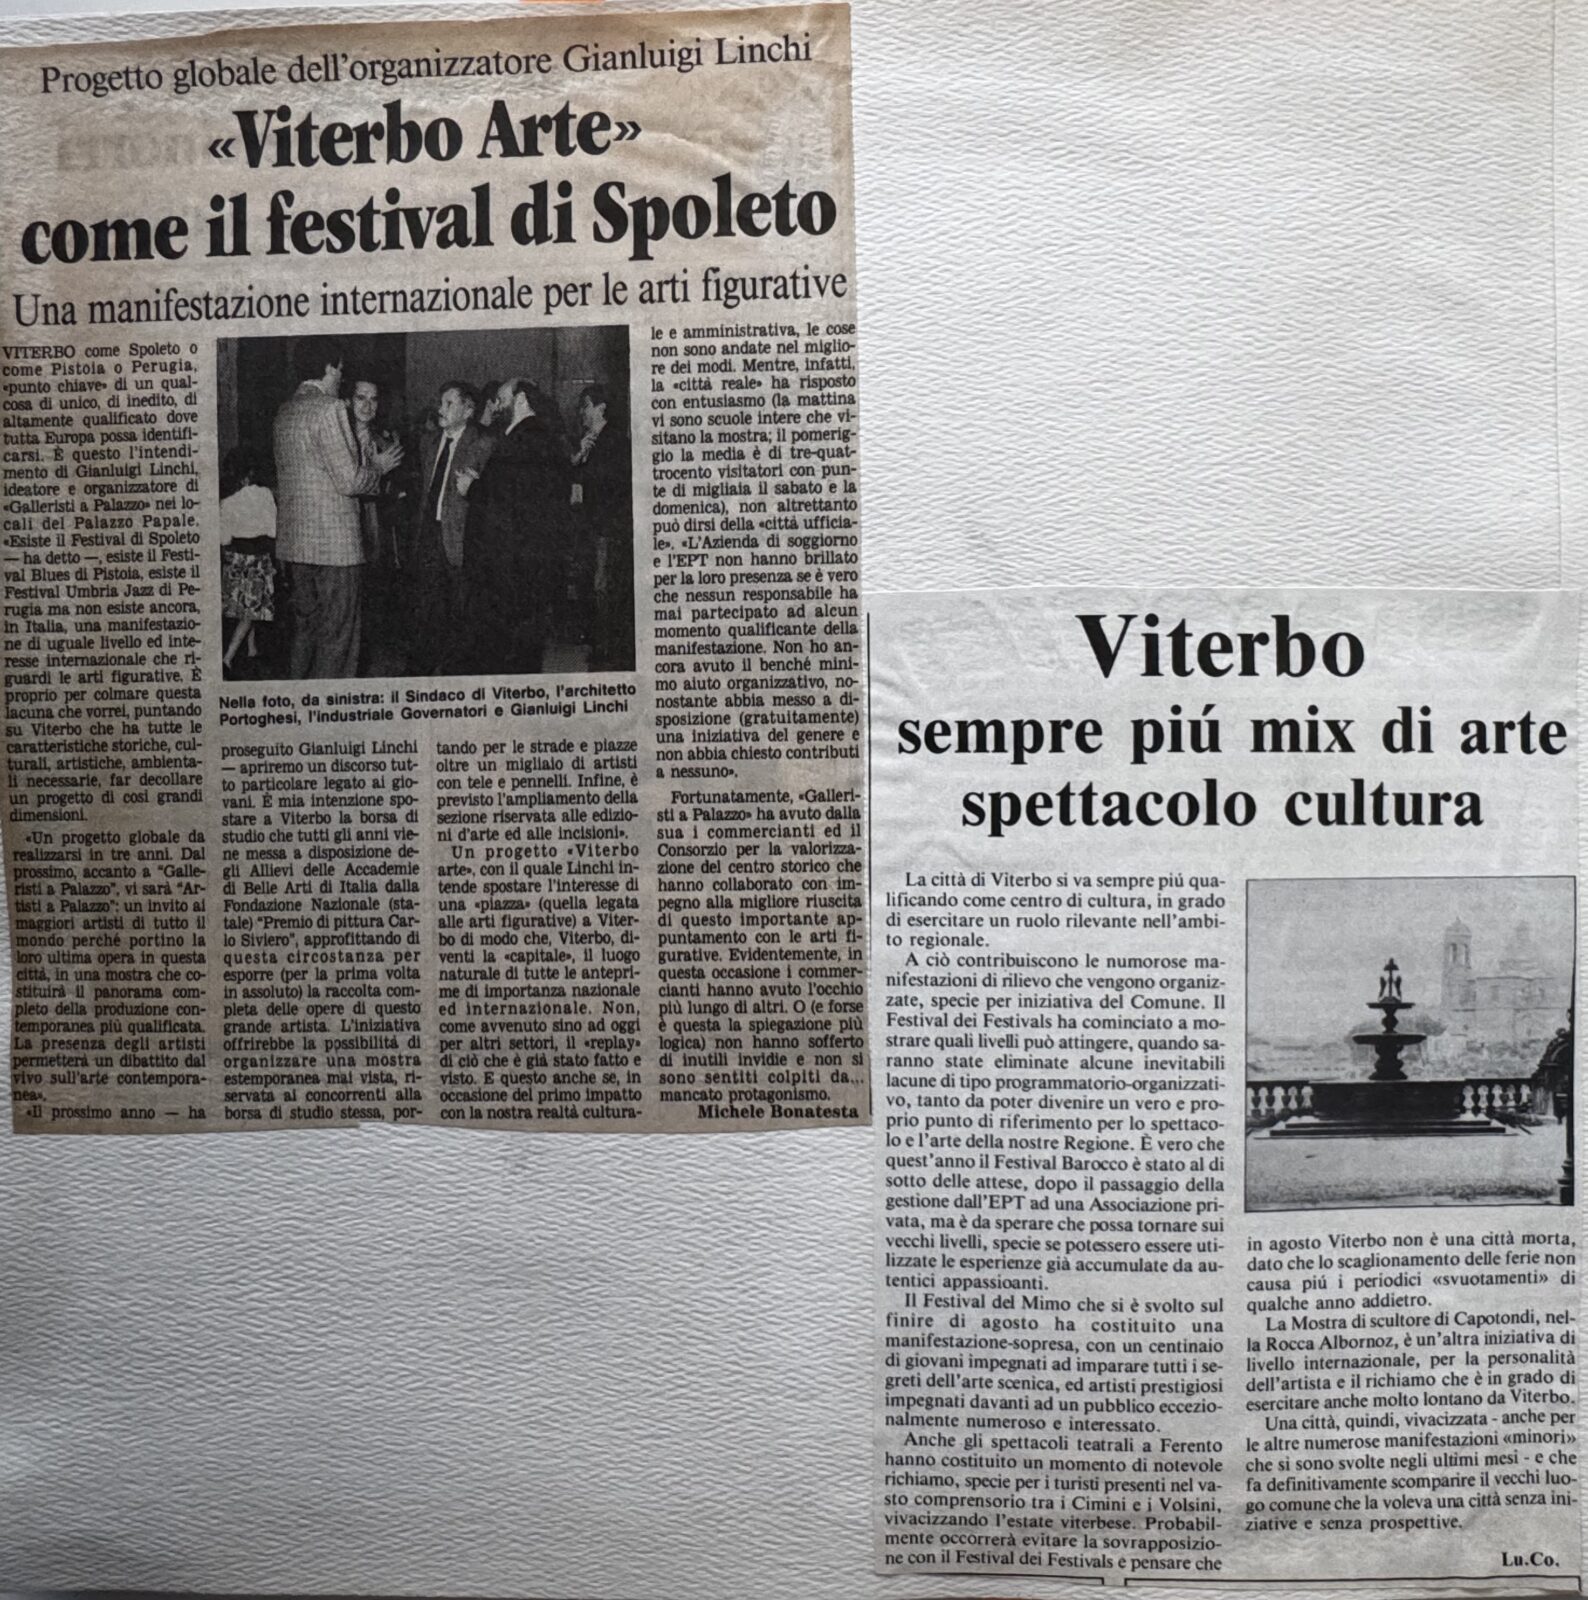 Progetto globale dell'organizzatore Gianluigi Linchi
«Viterbo Arte»
come il festival di Spoleto
Una manifestazione internazionale per le arti figurative
VITERBO come Spoleto o
come Pistoia o Perugia,
«punto chiave» di un qual-
cosa di unico, di inedito, di
altamente qualificato dove
tutta Europa possa identifi-
carsi. È questo l'intendi-
mento di Gianluigi Linchi,
ideatore e organizzatore di
«Galleristi a Palazzo» nei lo-
cali del Palazzo Papale.
«Esiste il Festival di Spoleto
— ha detto —, esiste il Festi-
val Blues di Pistoia, esiste il
Festival Umbria Jazz di Pe-
rugia ma non esiste ancora,
in Italia, una manifestazio-
ne di uguale livello ed inte-
resse internazionale che ri-
guardi le arti figurative. È
proprio per colmare questa
lacuna che vorrei, puntando
su Viterbo che ha tutte le
caratteristiche storiche, cul-
turali, artistiche, ambienta-
li necessarie, far decollare
un progetto di così grandi
dimensioni.
«Un progetto globale da
realizzarsi in tre anni. Dal
prossimo, accanto a "Galle-
risti a Palazzo", vi sarà "Ar-
tisti a Palazzo": un invito ai
maggiori artisti di tutto il
mondo perché portino la
loro ultima opera in questa
città, in una mostra che co-
stituirà il panorama com-
pleto della produzione con-
temporanea più qualificata.
La presenza degli artisti
permetterà un dibattito dal
vivo sull'arte contempora-
nea».
«Il prossimo anno — ha
Nella foto, da sinistra: il Sindaco di Viterbo, l'architetto
Portoghesi, l'industriale Governatori e Gianluigi Linchi
proseguito Gianluigi Linchi
— apriremo un discorso tut-
to particolare legato ai gio-
vani. È mia intenzione spo-
stare a Viterbo la borsa di
studio che tutti gli anni vie-
ne messa a disposizione de-
gli Allievi delle Accademie
di Belle Arti di Italia dalla
Fondazione Nazionale (sta-
tale) "Premio di pittura Car-
lo Siviero", approfittando di
questa circostanza per
esporre (per la prima volta
in assoluto) la raccolta com-
pleta delle opere di questo
grande artista. L'iniziativa
offrirebbe la possibilità di
organizzare una mostra
estemporanea mai vista, ri-
servata ai concorrenti alla
borsa di studio stessa, por-
tando per le strade e piazze
oltre un migliaio di artisti
con tele e pennelli. Infine, è
previsto l'ampliamento della
sezione riservata alle edizio-
ni d'arte ed alle incisioni».
Un progetto «Viterbo
arte», con il quale Linchi in-
tende spostare l'interesse di
una «piazza» (quella legata
alle arti figurative) a Viter-
bo di modo che, Viterbo, di-
venti la «capitale», il luogo
naturale di tutte le antepri-
me di importanza nazionale
ed internazionale. Non,
come avvenuto sino ad oggi
per altri settori, il «replay»
di ciò che è già stato fatto e
visto. E questo anche se, in
occasione del primo impatto
con la nostra realtà cultura-
le e amministrativa, le cose
non sono andate nel miglio-
re dei modi. Mentre, infatti,
la «città reale» ha risposto
con entusiasmo (la mattina
vi sono scuole intere che vi-
sitano la mostra; il pomerig-
gio la media è di tre-quat-
trocento visitatori con pun-
te di migliaia il sabato e la
domenica), non altrettanto
può dirsi della «città ufficia-
le». «L'Azienda di soggiorno
e l'EPT non hanno brillato
per la loro presenza se è vero
che nessun responsabile ha
mai partecipato ad alcun
momento qualificante della
manifestazione. Non ho an-
cora avuto il benché mini-
mo aiuto organizzativo, no-
nostante abbia messo a di-
sposizione (gratuitamente)
una iniziativa del genere e
non abbia chiesto contributi
a nessuno».
Fortunatamente, «Galleri-
sti a Palazzo» ha avuto dalla
sua i commercianti ed il
Consorzio per la valorizza-
zione del centro storico che
hanno collaborato con im-
pegno alla migliore riuscita
di questo importante ap-
puntamento con le arti fi-
gurative. Evidentemente, in
questa occasione i commer-
cianti hanno avuto l'occhio
più lungo di altri. O (e forse
è questa la spiegazione più
logica) non hanno sofferto
di inutili invidie e non si
sono sentiti colpiti da...
mancato protagonismo.
Michele Bonatesta
Viterbo
sempre piú mix di arte
spettacolo cultura
La città di Viterbo si va sempre piú qua-
lificando come centro di cultura, in grado
di esercitare un ruolo rilevante nell'ambi-
to regionale.
A ciò contribuiscono le numorose ma-
nifestazioni di rilievo che vengono organiz-
zate, specie per iniziativa del Comune. Il
Festival dei Festivals ha cominciato a mo-
strare quali livelli può attingere, quando sa-
ranno state eliminate alcune inevitabili
lacune di tipo programmatorio-organizzati-
vo, tanto da poter divenire un vero e pro-
prio punto di riferimento per lo spettaco-
lo e l'arte della nostre Regione. È vero che
quest'anno il Festival Barocco è stato al di
sotto delle attese, dopo il passaggio della
gestione dall'EPT ad una Associazione pri-
vata, ma è da sperare che possa tornare sui
vecchi livelli, specie se potessero essere uti-
lizzate le esperienze già accumulate da au-
tentici appassioanti.
Il Festival del Mimo che si è svolto sul
finire di agosto ha costituito una
manifestazione-sopresa, con un centinaio
di giovani impegnati ad imparare tutti i se-
greti dell'arte scenica, ed artisti prestigiosi
impegnati davanti ad un pubblico eccezio-
nalmente numeroso e interessato.
Anche gli spettacoli teatrali a Ferento
hanno costituito un momento di notevole
richiamo, specie per i turisti presenti nel va-
sto comprensorio tra i Cimini e i Volsini,
vivacizzando l'estate viterbese. Probabil-
mente occorrerà evitare la sovrapposizio-
ne con il Festival dei Festivals e pensare che
in agosto Viterbo non è una città morta,
dato che lo scaglionamento delle ferie non
causa piú i periodici «svuotamenti» di
qualche anno addietro.
La Mostra di scultore di Capotondi, nel-
la Rocca Albornoz, è un'altra iniziativa di
livello internazionale, per la personalità
dell'artista e il richiamo che è in grado di
esercitare anche molto lontano da Viterbo.
Una città, quindi, vivacizzata - anche per
le altre numerose manifestazioni «minori»
che si sono svolte negli ultimi mesi - e che
fa definitivamente scomparire il vecchi luo-
go comune che la voleva una città senza ini-
ziative e senza prospettive.
Lu.Co.